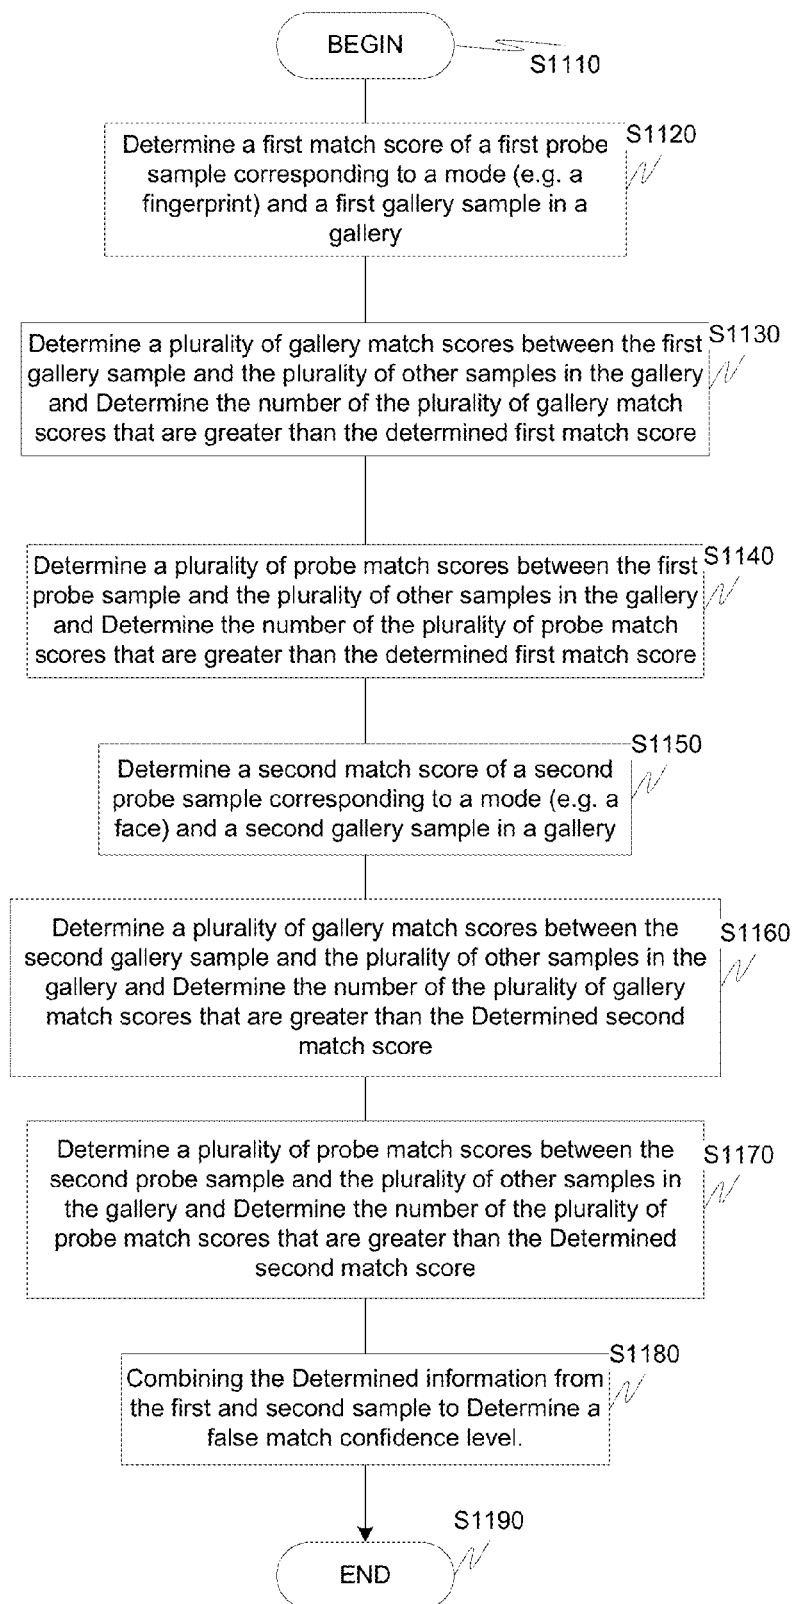 BEGIN
S1110
S1120
Determine a first match score of a first probe
sample corresponding to a mode (e.g. a
fingerprint) and a first gallery sample in a
gallery
S1130
Determine a plurality of gallery match scores between the first
gallery sample and the plurality of other samples in the gallery
and Determine the number of the plurality of gallery match
scores that are greater than the determined first match score
S1140
Determine a plurality of probe match scores between the first
probe sample and the plurality of other samples in the gallery
and Determine the number of the plurality of probe match
scores that are greater than the determined first match score
S1150
Determine a second match score of a second
probe sample corresponding to a mode (e.g. a
face) and a second gallery sample in a gallery
S1160
Determine a plurality of gallery match scores between the
second gallery sample and the plurality of other samples in the
gallery and Determine the number of the plurality of gallery
match scores that are greater than the Determined second
match score
S1170
Determine a plurality of probe match scores between the
second probe sample and the plurality of other samples in
the gallery and Determine the number of the plurality of
probe match scores that are greater than the Determined
second match score
S1180
Combining the Determined information from
the first and second sample to Determine a
false match confidence level.
S1190
END